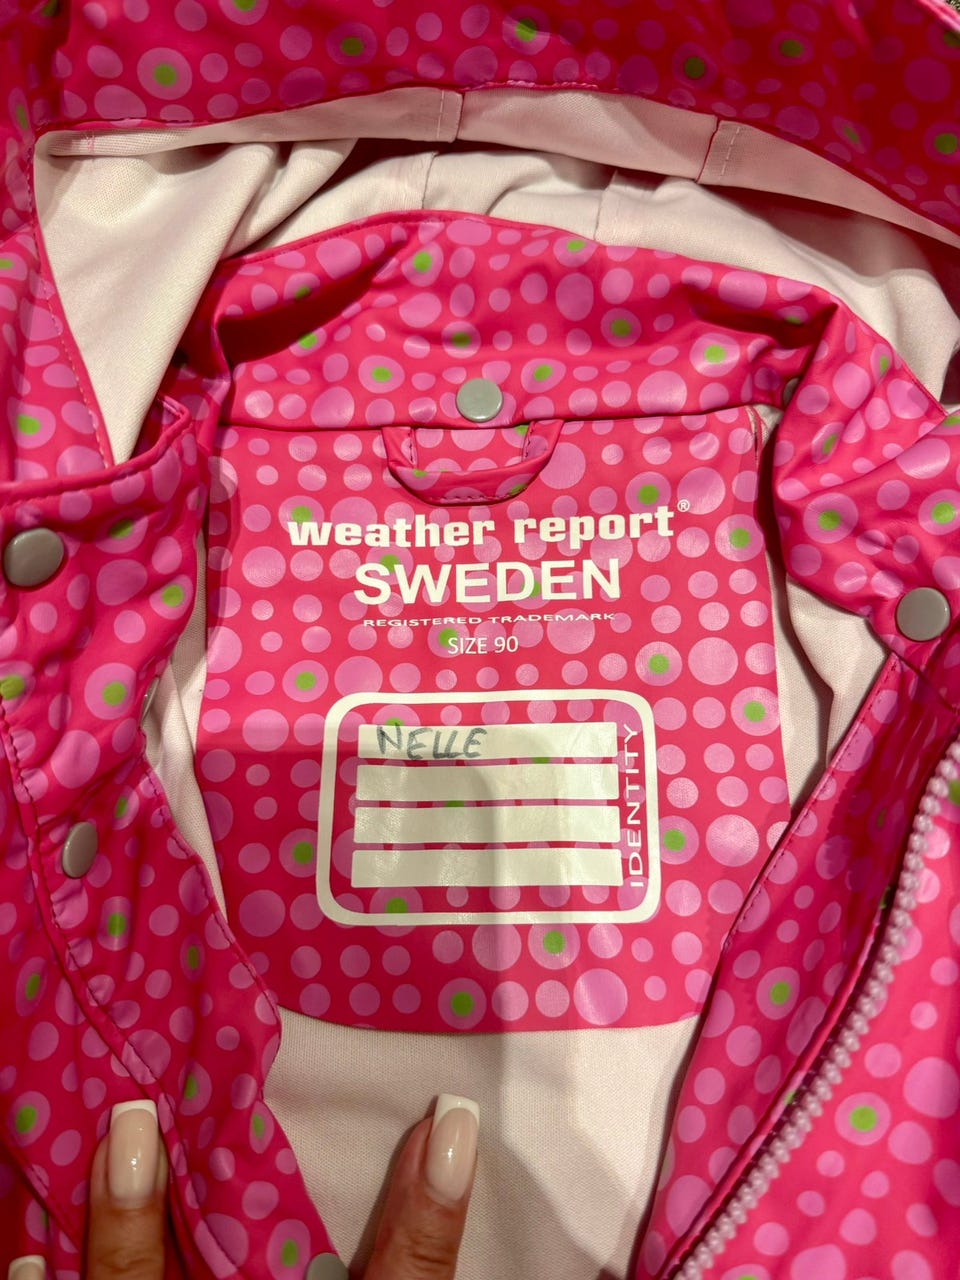 weather report®
SWEDEN
REGISTERED TRADEMARK
SIZE 90
NELLE
IDENTITY